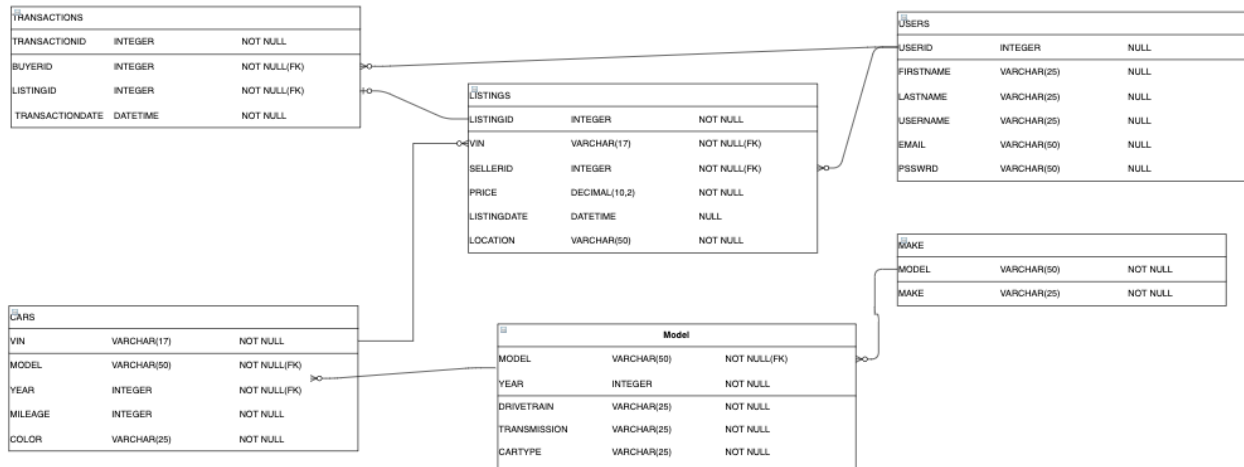 TRANSACTIONS
TRANSACTIONID INTEGER NOT NULL
BUYERID INTEGER NOT NULL(FK)
LISTINGID INTEGER NOT NULL(FK)
TRANSACTIONDATE DATETIME NOT NULL
USERS
USERID INTEGER NULL
FIRSTNAME VARCHAR(25) NULL
LASTNAME VARCHAR(25) NULL
USERNAME VARCHAR(25) NULL
EMAIL VARCHAR(50) NULL
PSSWRD VARCHAR(50) NULL
LISTINGS
LISTINGID INTEGER NOT NULL
VIN VARCHAR(17) NOT NULL(FK)
SELLERID INTEGER NOT NULL(FK)
PRICE DECIMAL(10,2) NOT NULL
LISTINGDATE DATETIME NULL
LOCATION VARCHAR(50) NOT NULL
MAKE
MODEL VARCHAR(50) NOT NULL
MAKE VARCHAR(25) NOT NULL
CARS
VIN VARCHAR(17) NOT NULL
MODEL VARCHAR(50) NOT NULL(FK)
YEAR INTEGER NOT NULL(FK)
MILEAGE INTEGER NOT NULL
COLOR VARCHAR(25) NOT NULL
Model
MODEL VARCHAR(50) NOT NULL(FK)
YEAR INTEGER NOT NULL
DRIVETRAIN VARCHAR(25) NOT NULL
TRANSMISSION VARCHAR(25) NOT NULL
CARTYPE VARCHAR(25) NOT NULL